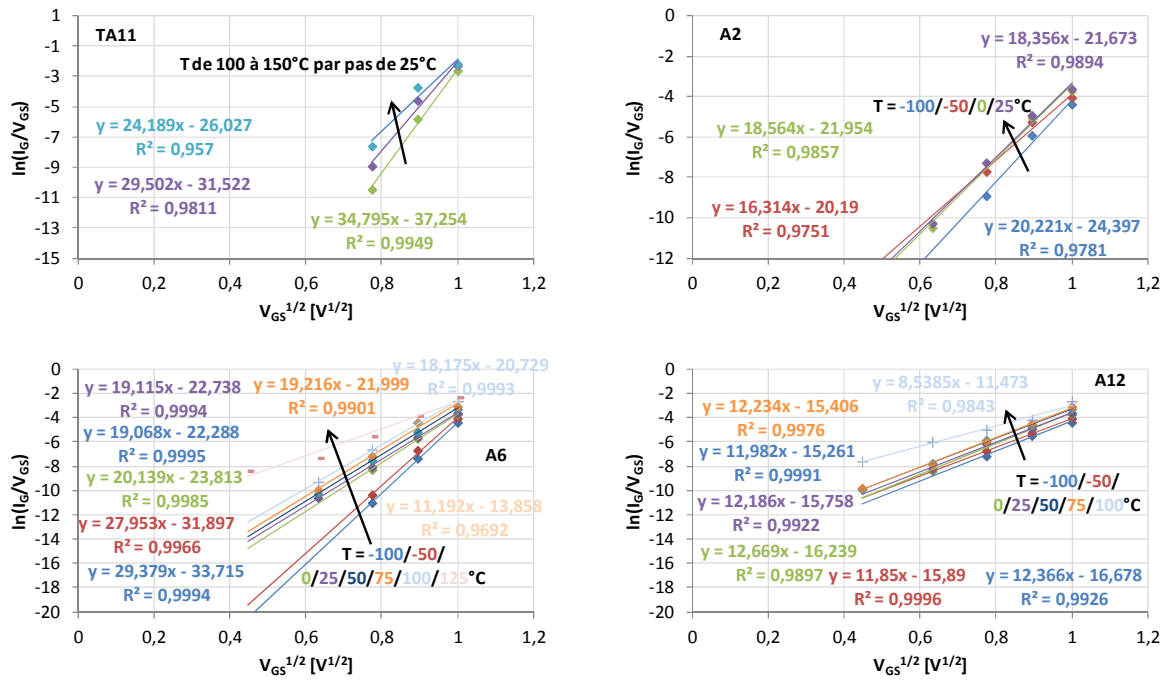 TA11
T de 100 à 150°C par pas de 25°C
y = 24,189x - 26,027
R² = 0,957
y = 29,502x - 31,522
R² = 0,9811
y = 34,795x - 37,254
R² = 0,9949
ln(IG/VGS)
1
-1
-3
-5
-7
-9
-11
-13
-15
0
0,2
0,4
0,6
0,8
1
1,2
VGS^1/2 [V^1/2]
A2
y = 18,356x - 21,673
R² = 0,9894
T = -100/-50/0/25°C
y = 18,564x - 21,954
R² = 0,9857
y = 16,314x - 20,19
R² = 0,9751
y = 20,221x - 24,397
R² = 0,9781
ln(IG/VGS)
0
-2
-4
-6
-8
-10
-12
0
0,2
0,4
0,6
0,8
1
1,2
VGS^1/2 [V^1/2]
y = 18,175x - 20,729
R² = 0,9993
y = 19,115x - 22,738
R² = 0,9994
y = 19,216x - 21,999
R² = 0,9901
y = 19,068x - 22,288
R² = 0,9995
A6
y = 20,139x - 23,813
R² = 0,9985
y = 11,192x - 13,858
R² = 0,9692
y = 27,953x - 31,897
R² = 0,9966
T = -100/-50/
0/25/50/75/100/125°C
y = 29,379x - 33,715
R² = 0,9994
ln(IG/VGS)
0
-2
-4
-6
-8
-10
-12
-14
-16
-18
-20
0
0,2
0,4
0,6
0,8
1
1,2
VGS^1/2 [V^1/2]
y = 8,5385x - 11,473
R² = 0,9843
A12
y = 12,234x - 15,406
R² = 0,9976
y = 11,982x - 15,261
R² = 0,9991
T = -100/-50/
0/25/50/75/100°C
y = 12,186x - 15,758
R² = 0,9922
y = 12,669x - 16,239
R² = 0,9897
y = 11,85x - 15,89
R² = 0,9996
y = 12,366x - 16,678
R² = 0,9926
ln(IG/VGS)
0
-2
-4
-6
-8
-10
-12
-14
-16
-18
-20
0
0,2
0,4
0,6
0,8
1
1,2
VGS^1/2 [V^1/2]